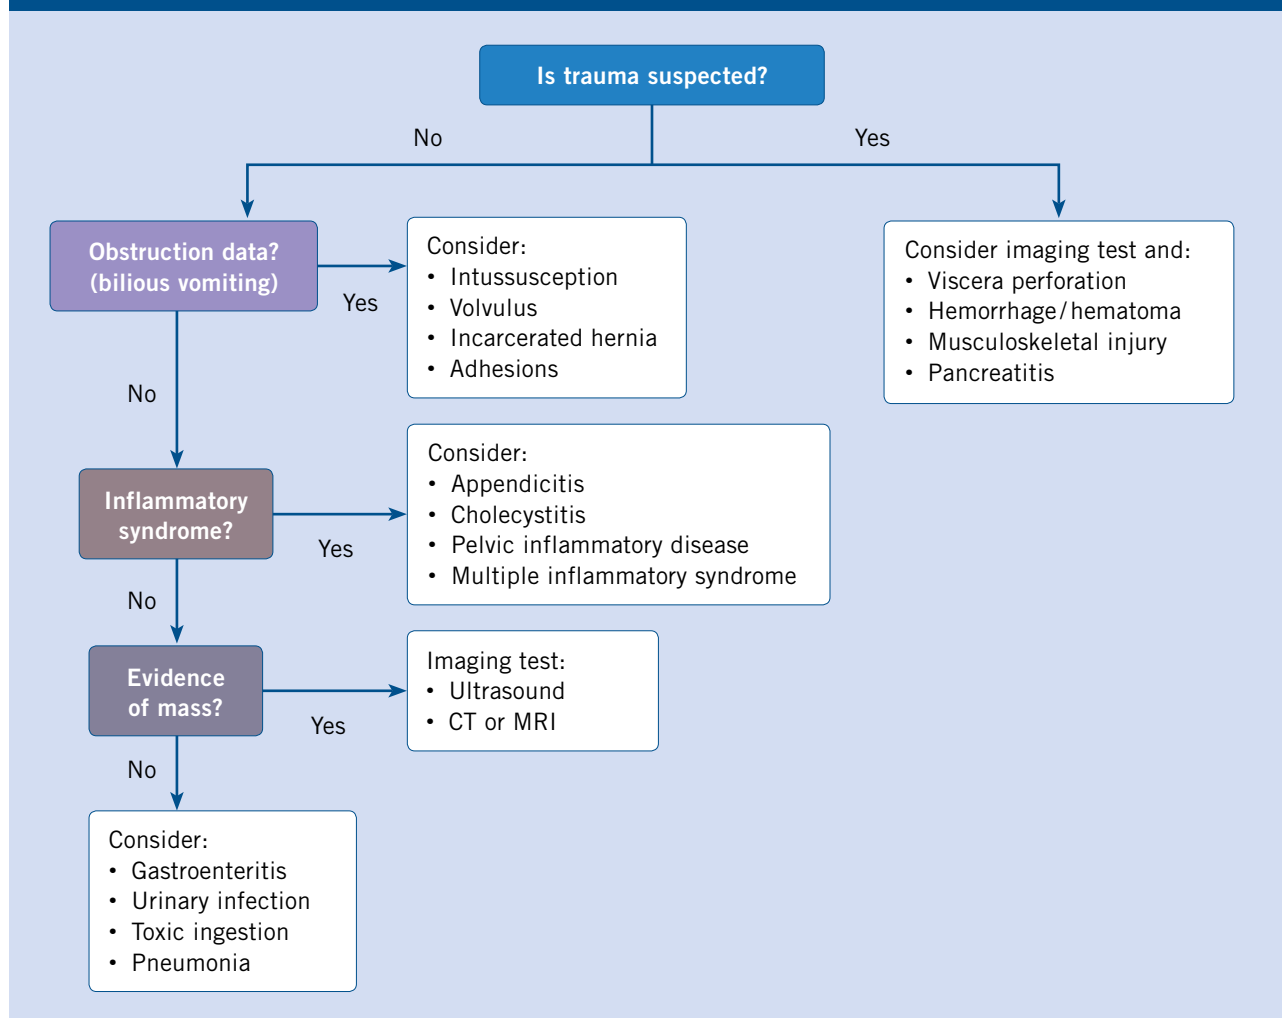 Is trauma suspected?
No
Yes
Obstruction data?
(bilious vomiting)
Yes
Consider:
• Intussusception
• Volvulus
• Incarcerated hernia
• Adhesions
Consider imaging test and:
• Viscera perforation
• Hemorrhage/hematoma
• Musculoskeletal injury
• Pancreatitis
No
Inflammatory
syndrome?
Yes
Consider:
• Appendicitis
• Cholecystitis
• Pelvic inflammatory disease
• Multiple inflammatory syndrome
No
Evidence
of mass?
Yes
Imaging test:
• Ultrasound
• CT or MRI
No
Consider:
• Gastroenteritis
• Urinary infection
• Toxic ingestion
• Pneumonia